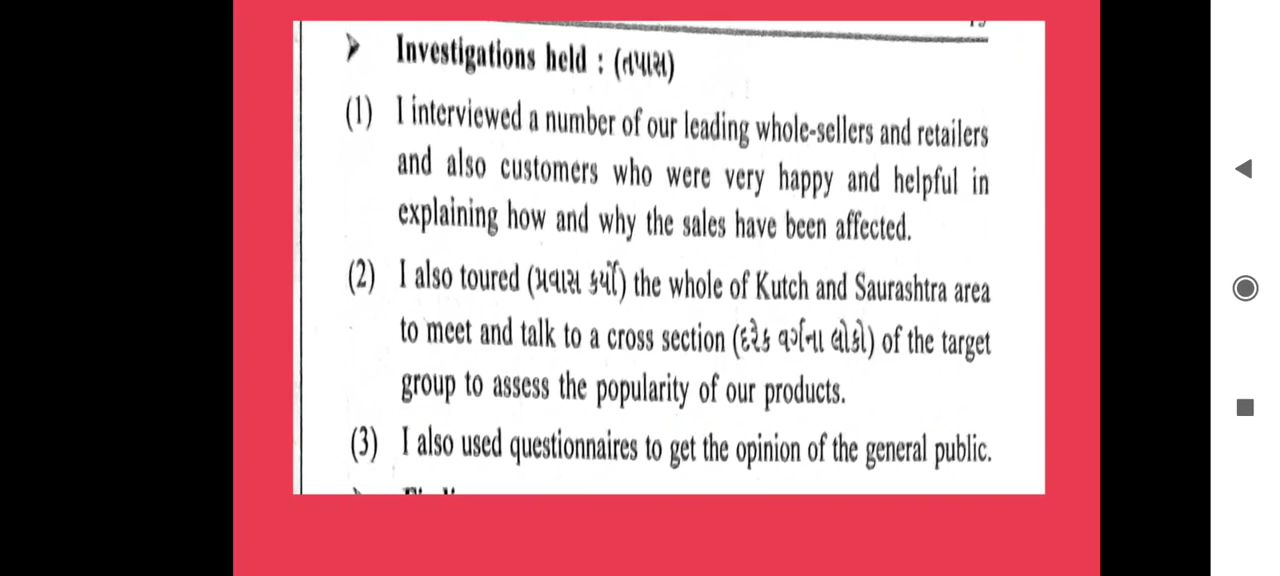 ➤ Investigations held : (તપાસ)
(1) I interviewed a number of our leading whole-sellers and retailers
and also customers who were very happy and helpful in
explaining how and why the sales have been affected.
(2) I also toured (પ્રવાસ કર્યો) the whole of Kutch and Saurashtra area
to meet and talk to a cross section (દરેક વર્ગના લોકો) of the target
group to assess the popularity of our products.
(3) I also used questionnaires to get the opinion of the general public.